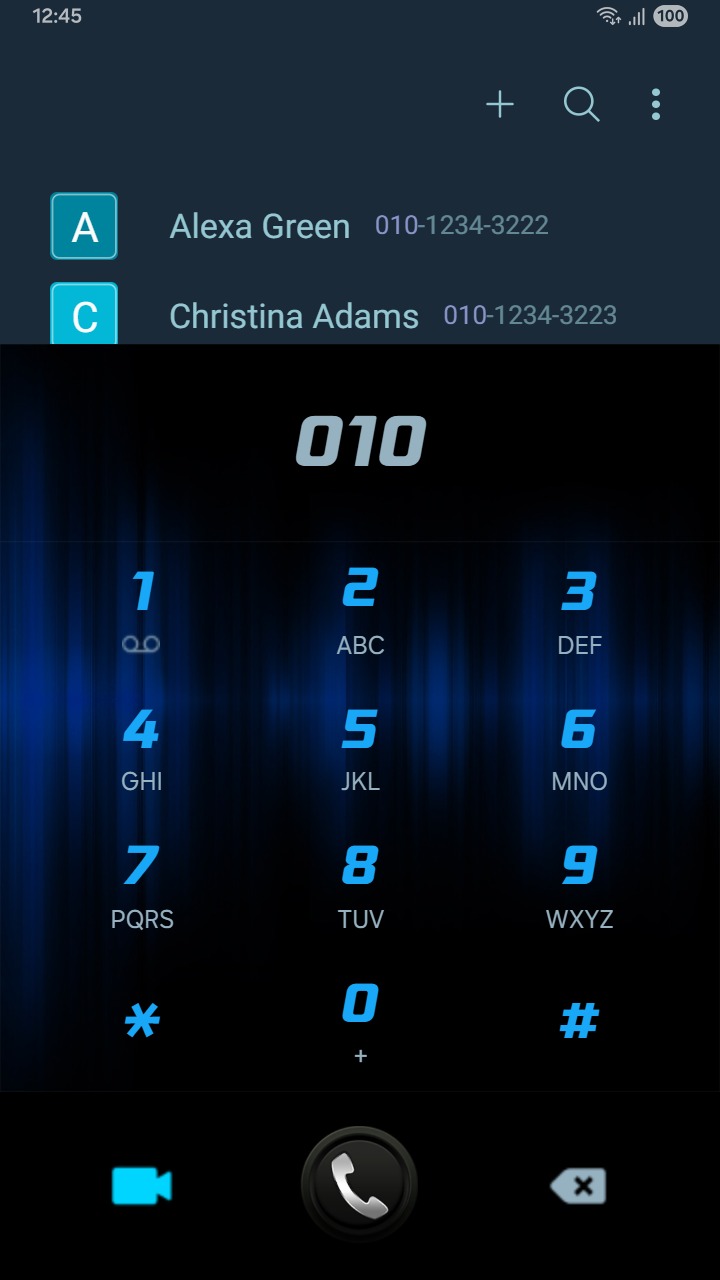 12:45 100
A Alexa Green 010-1234-3222
C Christina Adams 010-1234-3223
010
1 2 3
ABC DEF
4 5 6
GHI JKL MNO
7 8 9
PQRS TUV WXYZ
* 0 #
+